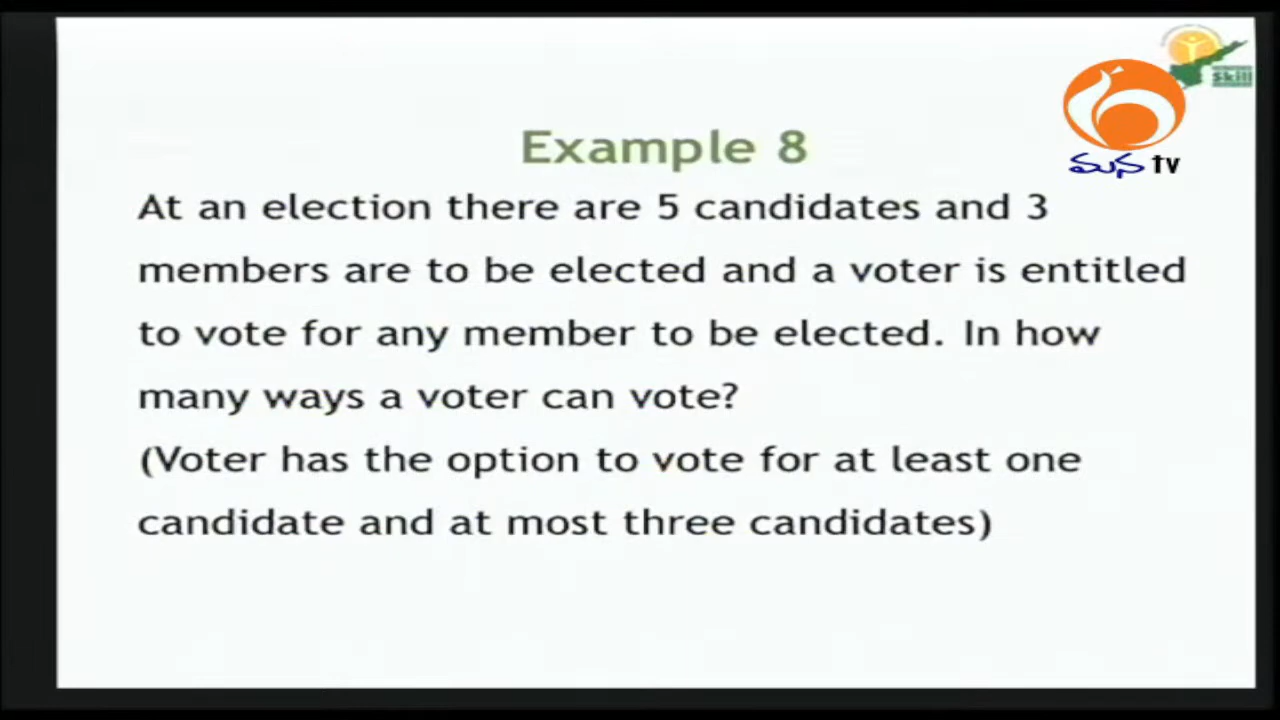 Skill
మన tv
Example 8
At an election there are 5 candidates and 3
members are to be elected and a voter is entitled
to vote for any member to be elected. In how
many ways a voter can vote?
(Voter has the option to vote for at least one
candidate and at most three candidates)